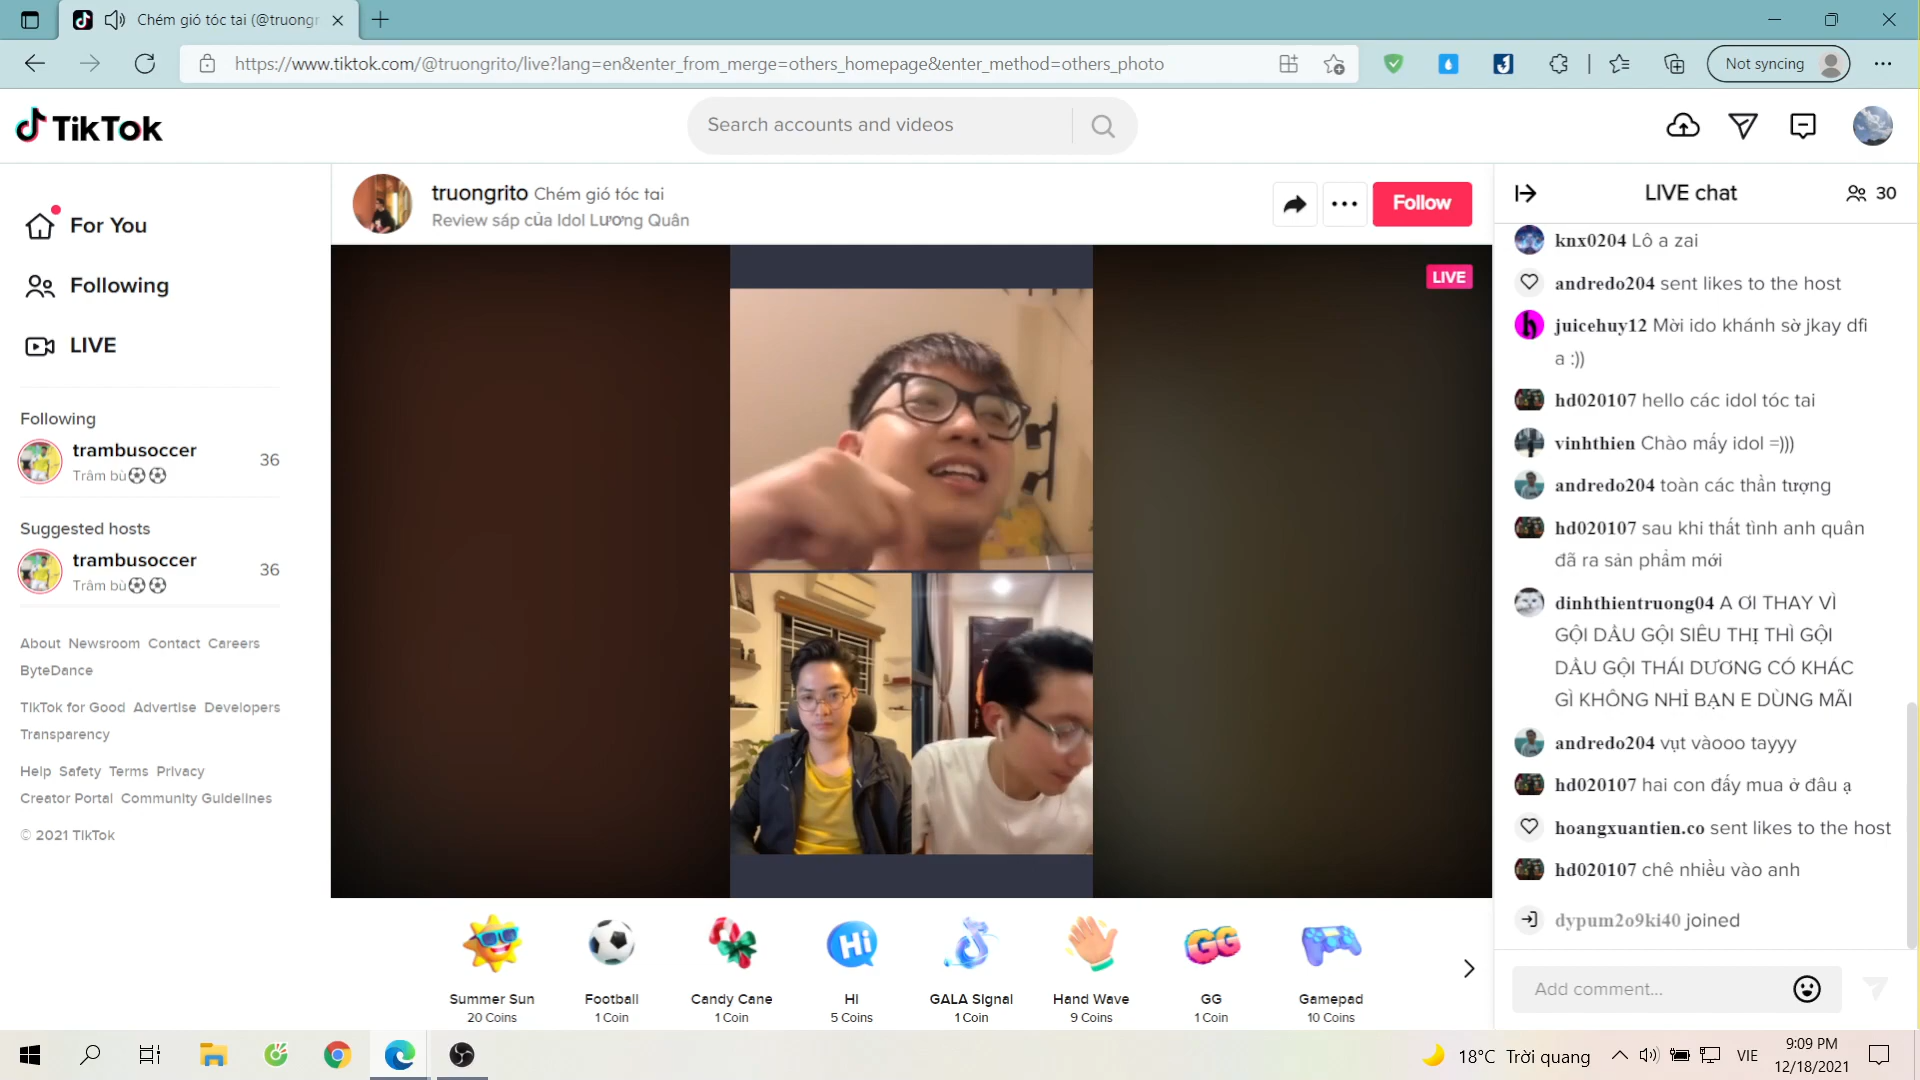 Chém gió tóc tai (@truongr
https://www.tiktok.com/@truongrito/live?lang=en&enter_from_merge=others_homepage&enter_method=others_photo
Not syncing
TikTok
Search accounts and videos
For You
Following
LIVE
Following
trambusoccer
Trâm bù⚽⚽
36
Suggested hosts
trambusoccer
Trâm bù⚽⚽
36
About Newsroom Contact Careers
ByteDance
TikTok for Good Advertise Developers
Transparency
Help Safety Terms Privacy
Creator Portal Community Guidelines
© 2021 TikTok
truongrito Chém gió tóc tai
Review sáp của Idol Lương Quân
Follow
LIVE
Hi
GG
Summer Sun
20 Coins
Football
1 Coin
Candy Cane
1 Coin
Hi
5 Coins
GALA Signal
1 Coin
Hand Wave
9 Coins
GG
1 Coin
Gamepad
10 Coins
LIVE chat
30
knx0204 Lô a zai
andredo204 sent likes to the host
juicehuy12 Mời ido khánh sờ jkay dfi
a :))
hd020107 hello các idol tóc tai
vinhthien Chào mấy idol =)))
andredo204 toàn các thần tượng
hd020107 sau khi thất tình anh quân
đã ra sản phẩm mới
dinhthientruong04 A ƠI THAY VÌ
GỘI DẦU GỘI SIÊU THỊ THÌ GỘI
DẦU GỘI THÁI DƯƠNG CÓ KHÁC
GÌ KHÔNG NHỈ BẠN E DÙNG MÃI
andredo204 vụt vàooo tayyy
hd020107 hai con đấy mua ở đâu ạ
hoangxuantien.co sent likes to the host
hd020107 chê nhiều vào anh
dypum2o9ki40 joined
Add comment...
18°C Trời quang
VIE
9:09 PM
12/18/2021